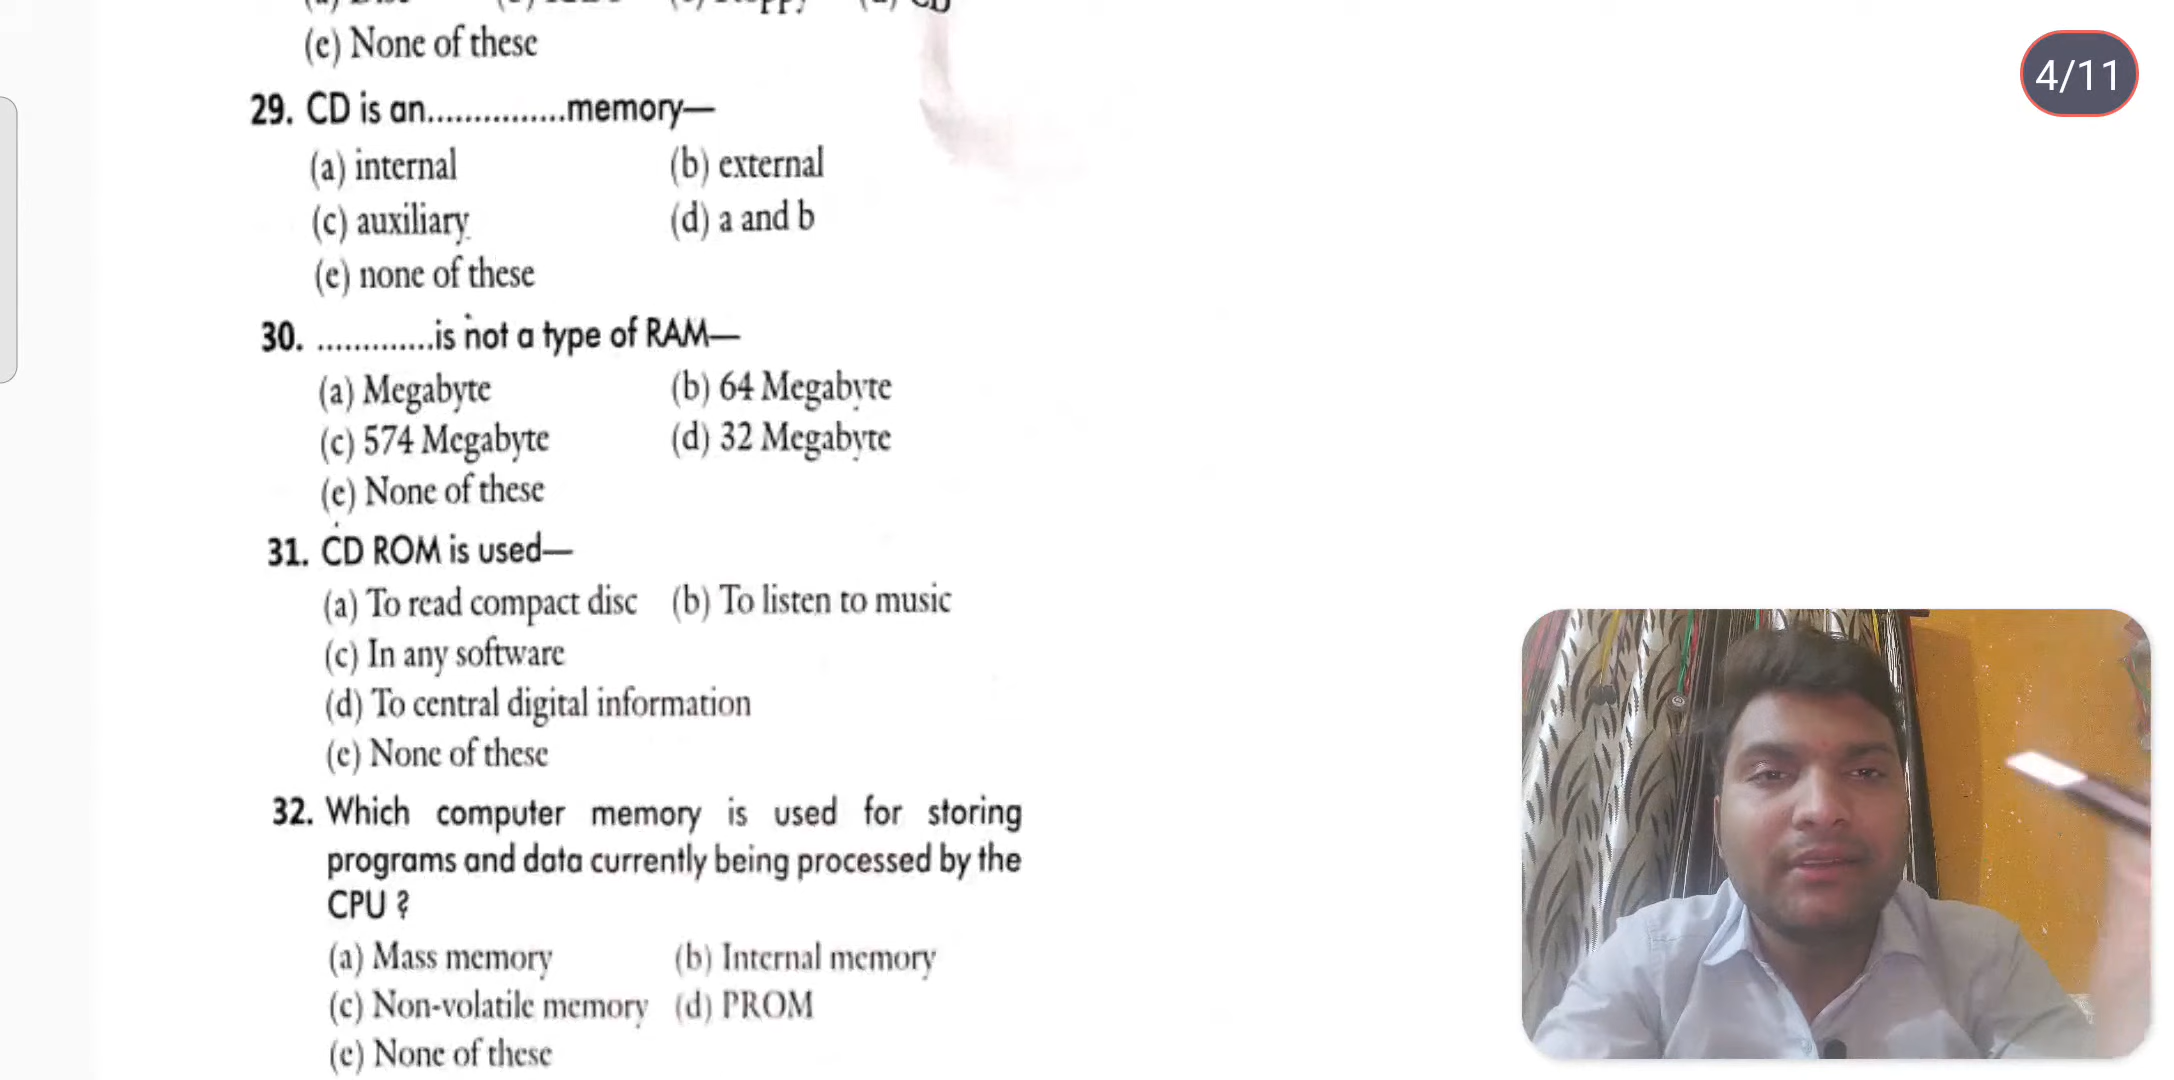 (e) None of these
29. CD is an...............memory—
(a) internal (b) external
(c) auxiliary (d) a and b
(e) none of these
30. .............is not a type of RAM—
(a) Megabyte (b) 64 Megabyte
(c) 574 Megabyte (d) 32 Megabyte
(e) None of these
31. CD ROM is used—
(a) To read compact disc (b) To listen to music
(c) In any software
(d) To central digital information
(e) None of these
32. Which computer memory is used for storing
programs and data currently being processed by the
CPU ?
(a) Mass memory (b) Internal memory
(c) Non-volatile memory (d) PROM
(e) None of these
4/11